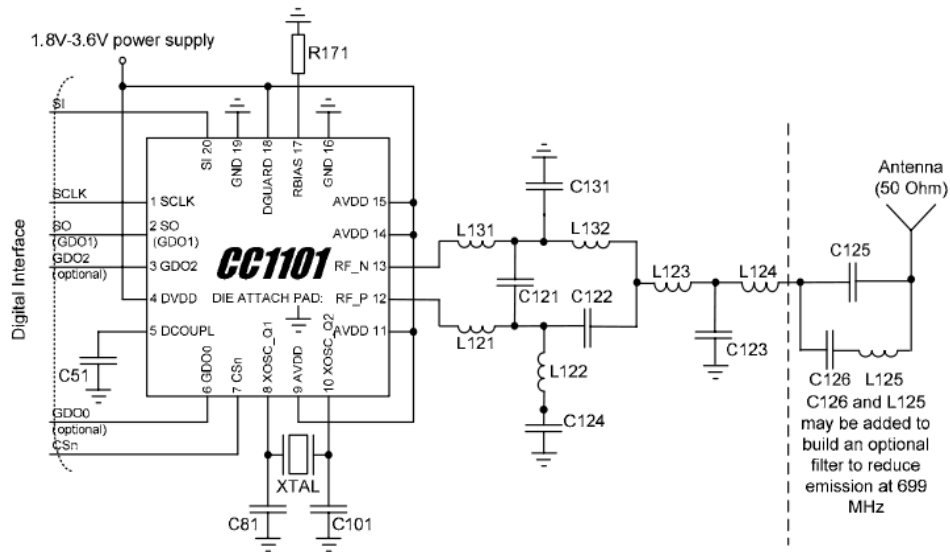 1.8V-3.6V power supply
R171
SI
SI 20
GND 19
DGUARD 18
RBIAS 17
GND 16
Antenna
(50 Ohm)
Digital Interface
SCLK
1 SCLK
AVDD 15
C131
SO
(GDO1)
2 SO
(GDO1)
AVDD 14
L131
L132
GDO2
(optional)
3 GDO2
CC1101
RF_N 13
C125
L123
L124
4 DVDD
DIE ATTACH PAD:
RF_P 12
C121
C122
5 DCOUPL
AVDD 11
L121
C123
C51
6 GDO0
7 CSn
8 XOSC_Q1
9 AVDD
10 XOSC_Q2
L122
C126
L125
GDO0
(optional)
C124
CSn
XTAL
C81
C101
C126 and L125
may be added to
build an optional
filter to reduce
emission at 699
MHz